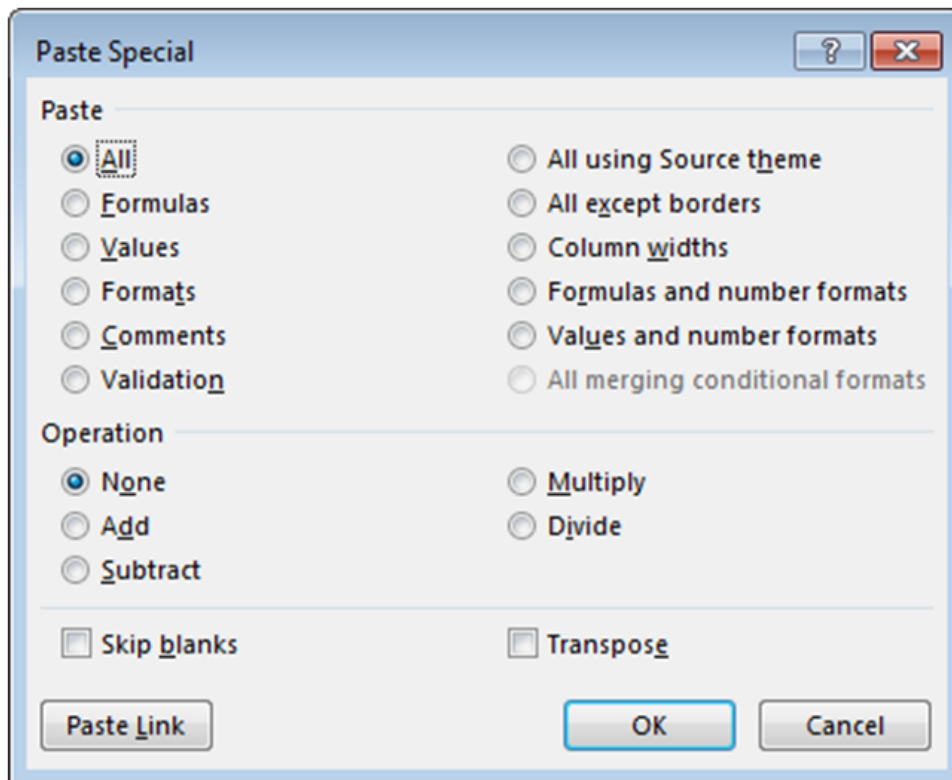 Paste Special
?
Paste
All
All using Source theme
Formulas
All except borders
Values
Column widths
Formats
Formulas and number formats
Comments
Values and number formats
Validation
All merging conditional formats
Operation
None
Multiply
Add
Divide
Subtract
Skip blanks
Transpose
Paste Link
OK
Cancel